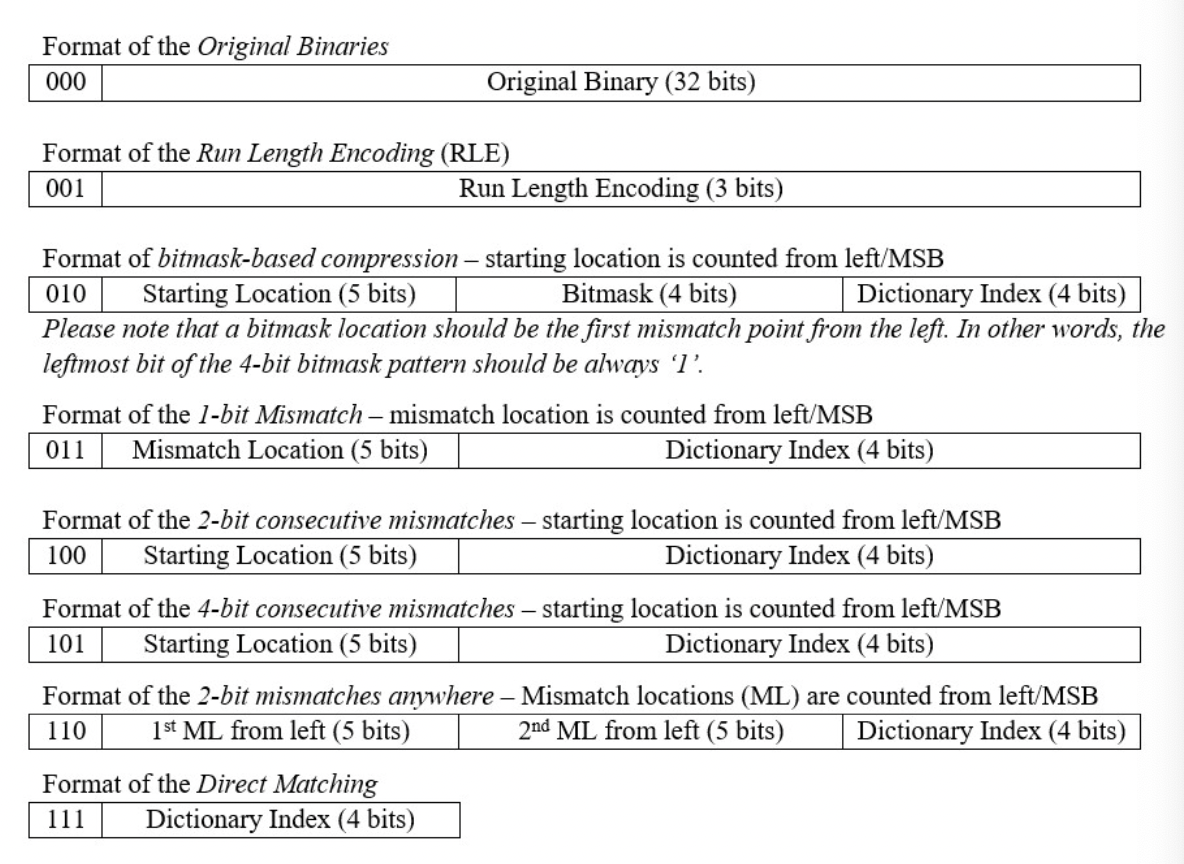 Format of the Original Binaries
000 Original Binary (32 bits)
Format of the Run Length Encoding (RLE)
001 Run Length Encoding (3 bits)
Format of bitmask-based compression – starting location is counted from left/MSB
010 Starting Location (5 bits) Bitmask (4 bits) Dictionary Index (4 bits)
Please note that a bitmask location should be the first mismatch point from the left. In other words, the
leftmost bit of the 4-bit bitmask pattern should be always ‘1’.
Format of the 1-bit Mismatch – mismatch location is counted from left/MSB
011 Mismatch Location (5 bits) Dictionary Index (4 bits)
Format of the 2-bit consecutive mismatches – starting location is counted from left/MSB
100 Starting Location (5 bits) Dictionary Index (4 bits)
Format of the 4-bit consecutive mismatches – starting location is counted from left/MSB
101 Starting Location (5 bits) Dictionary Index (4 bits)
Format of the 2-bit mismatches anywhere – Mismatch locations (ML) are counted from left/MSB
110 1st ML from left (5 bits) 2nd ML from left (5 bits) Dictionary Index (4 bits)
Format of the Direct Matching
111 Dictionary Index (4 bits)